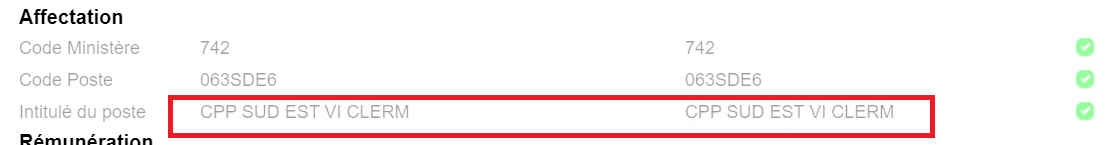 Affectation
Code Ministère 742 742
Code Poste 063SDE6 063SDE6
Intitulé du poste CPP SUD EST VI CLERM CPP SUD EST VI CLERM
Rémunération